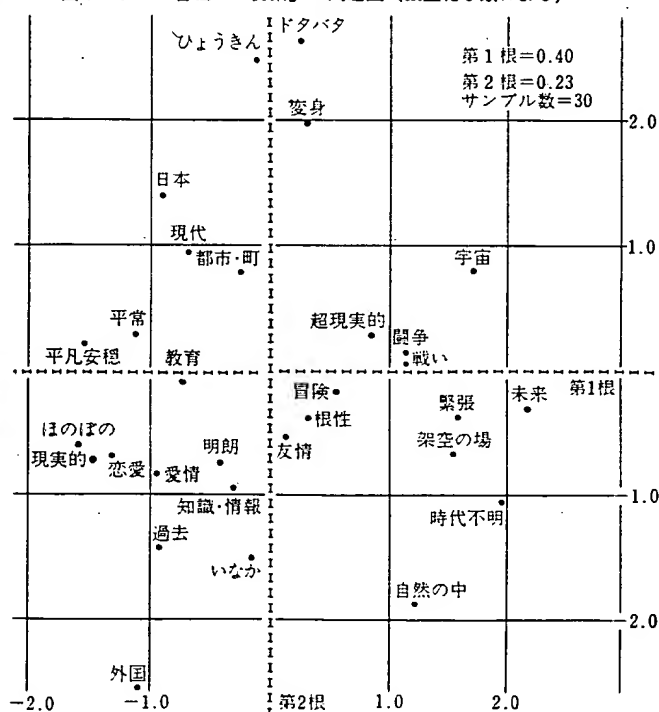 ドタバタ
ひょうきん
第1根=0.40
第2根=0.23
サンプル数=30
変身
2.0
日本
現代
1.0
都市・町
宇宙
平常
超現実的
闘争
平凡安穏
教育
戦い
第1根
冒険
緊張
未来
ほのぼの
根性
現実的
恋愛
愛情
明朗
友情
架空の場
知識・情報
1.0
時代不明
過去
いなか
自然の中
2.0
外国
-2.0
-1.0
第2根
1.0
2.0